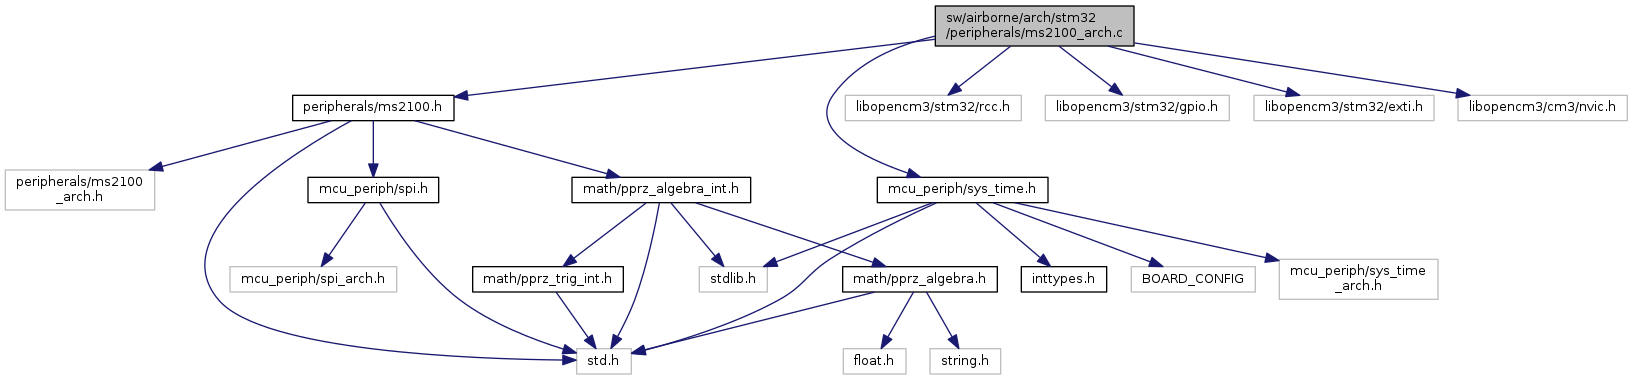 sw/airborne/arch/stm32
/peripherals/ms2100_arch.c
peripherals/ms2100.h
libopencm3/stm32/rcc.h
libopencm3/stm32/gpio.h
libopencm3/stm32/exti.h
libopencm3/cm3/nvic.h
peripherals/ms2100
_arch.h
mcu_periph/spi.h
math/pprz_algebra_int.h
mcu_periph/sys_time.h
mcu_periph/spi_arch.h
math/pprz_trig_int.h
stdlib.h
math/pprz_algebra.h
inttypes.h
BOARD_CONFIG
mcu_periph/sys_time
_arch.h
std.h
float.h
string.h